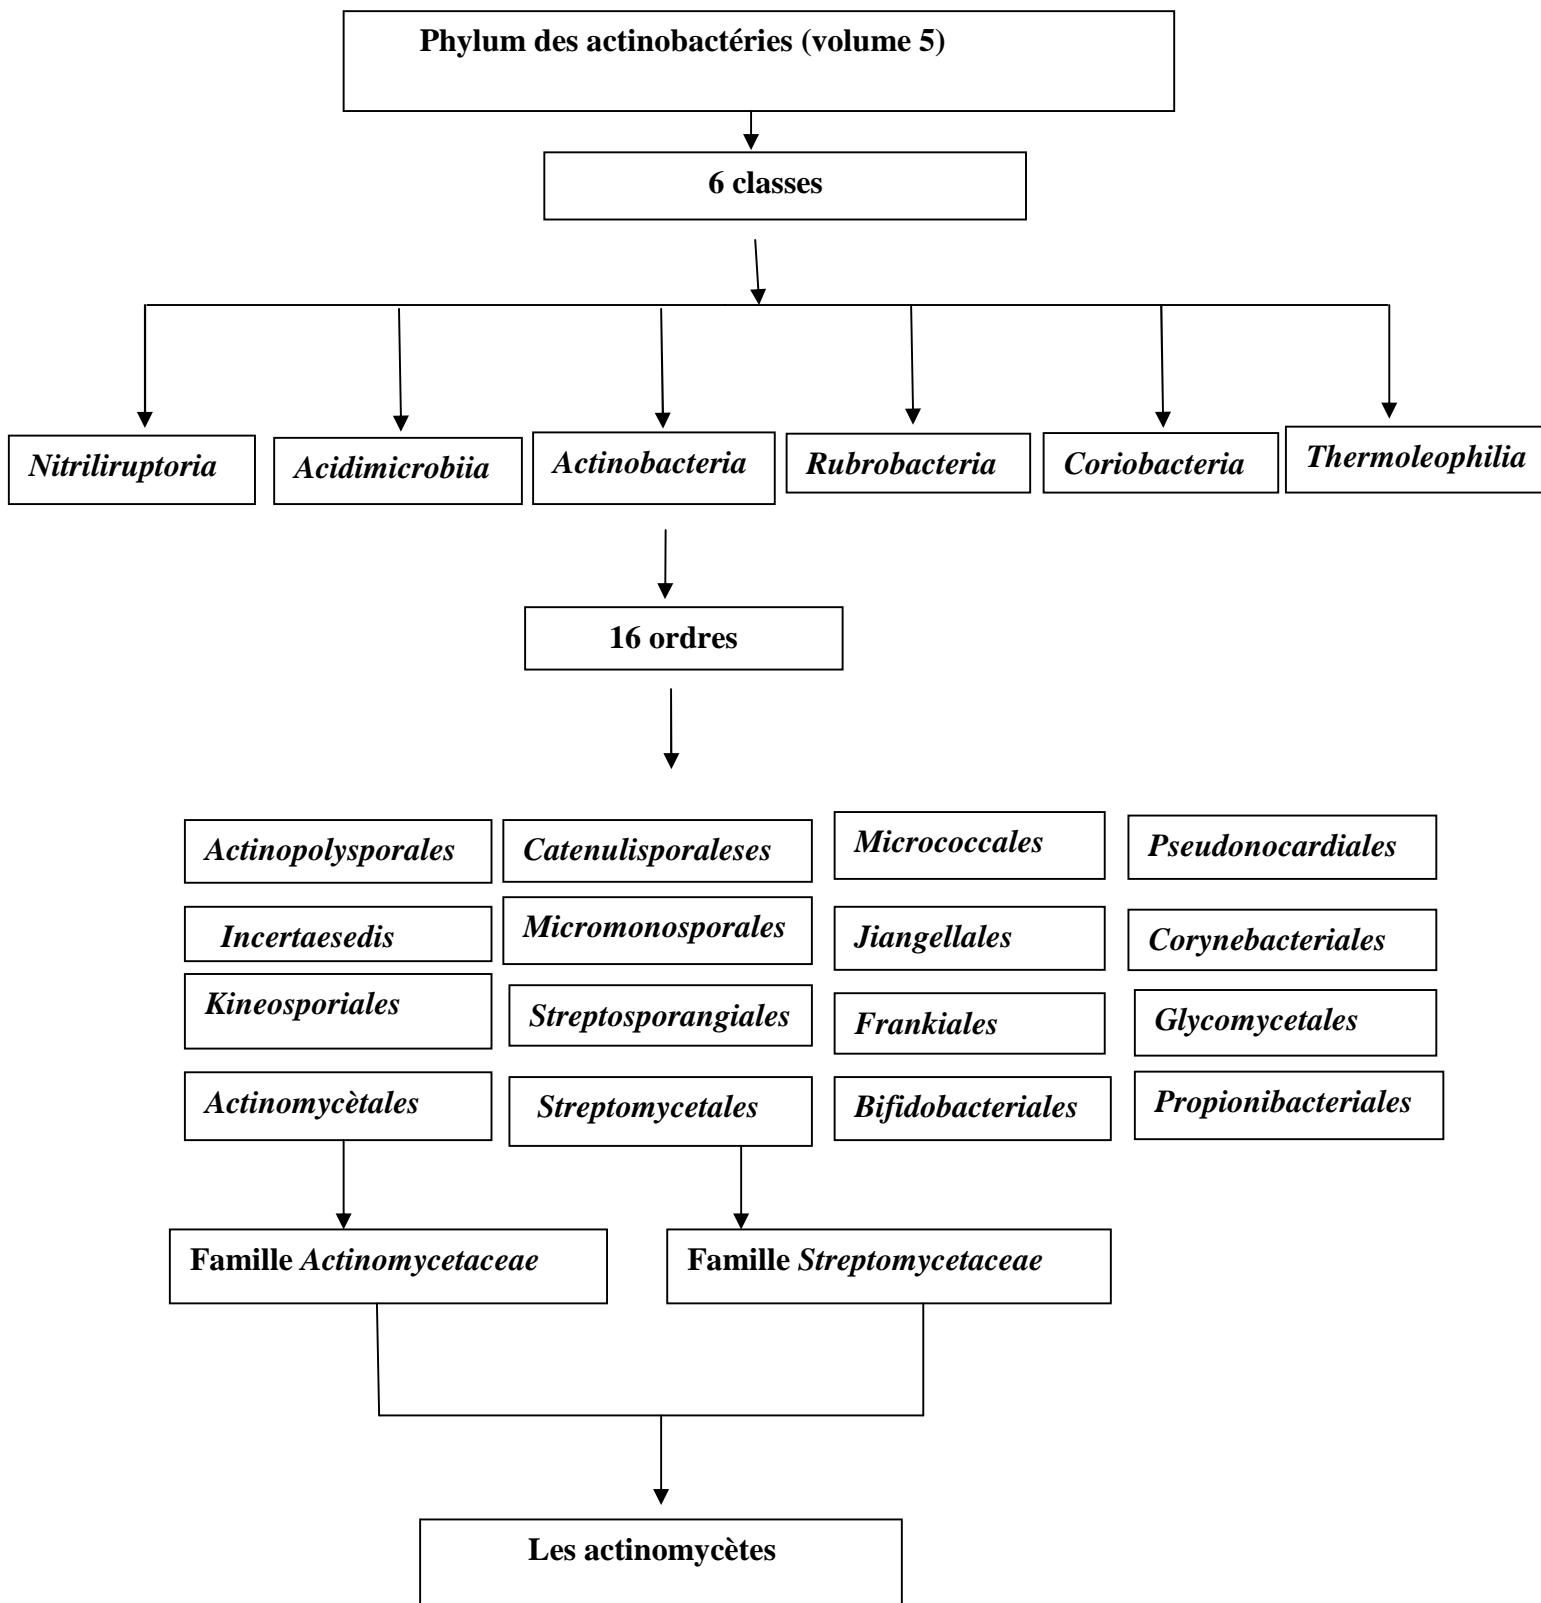 Phylum des actinobactéries (volume 5)
6 classes
Nitriliruptoria
Acidimicrobiia
Actinobacteria
Rubrobacteria
Coriobacteria
Thermoleophilia
16 ordres
Actinopolysporales
Catenulisporaleses
Micrococcales
Pseudonocardiales
Incertaesedis
Micromonosporales
Jiangellales
Corynebacteriales
Kineosporiales
Streptosporangiales
Frankiales
Glycomycetales
Actinomycètales
Streptomycetales
Bifidobacteriales
Propionibacteriales
Famille Actinomycetaceae
Famille Streptomycetaceae
Les actinomycètes